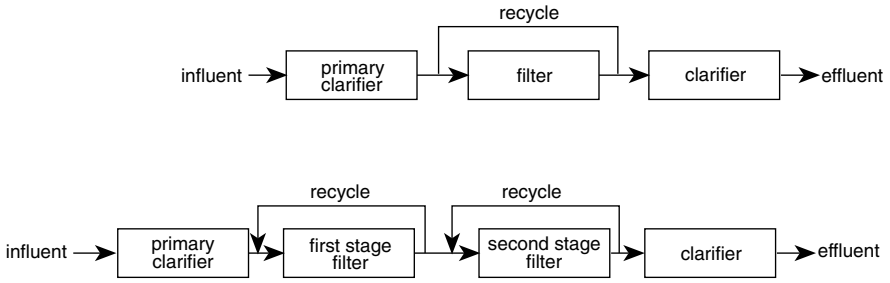 recycle
influent
primary
clarifier
filter
clarifier
effluent
recycle
recycle
influent
primary
clarifier
first stage
filter
second stage
filter
clarifier
effluent